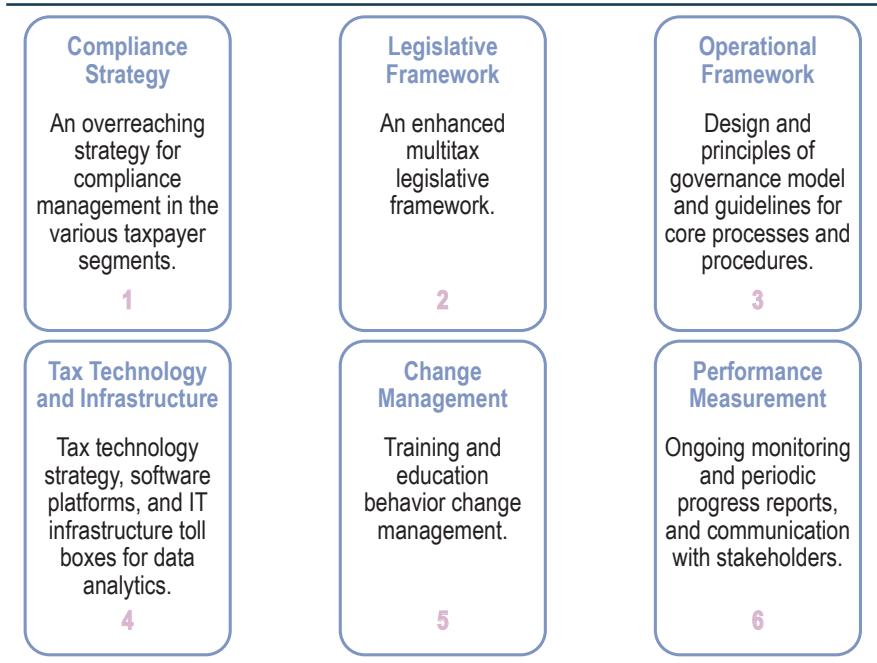 Compliance
Strategy
An overreaching
strategy for
compliance
management in the
various taxpayer
segments.
1
Legislative
Framework
An enhanced
multitax
legislative
framework.
2
Operational
Framework
Design and
principles of
governance model
and guidelines for
core processes and
procedures.
3
Tax Technology
and Infrastructure
Tax technology
strategy, software
platforms, and IT
infrastructure toll
boxes for data
analytics.
4
Change
Management
Training and
education
behavior change
management.
5
Performance
Measurement
Ongoing monitoring
and periodic
progress reports,
and communication
with stakeholders.
6